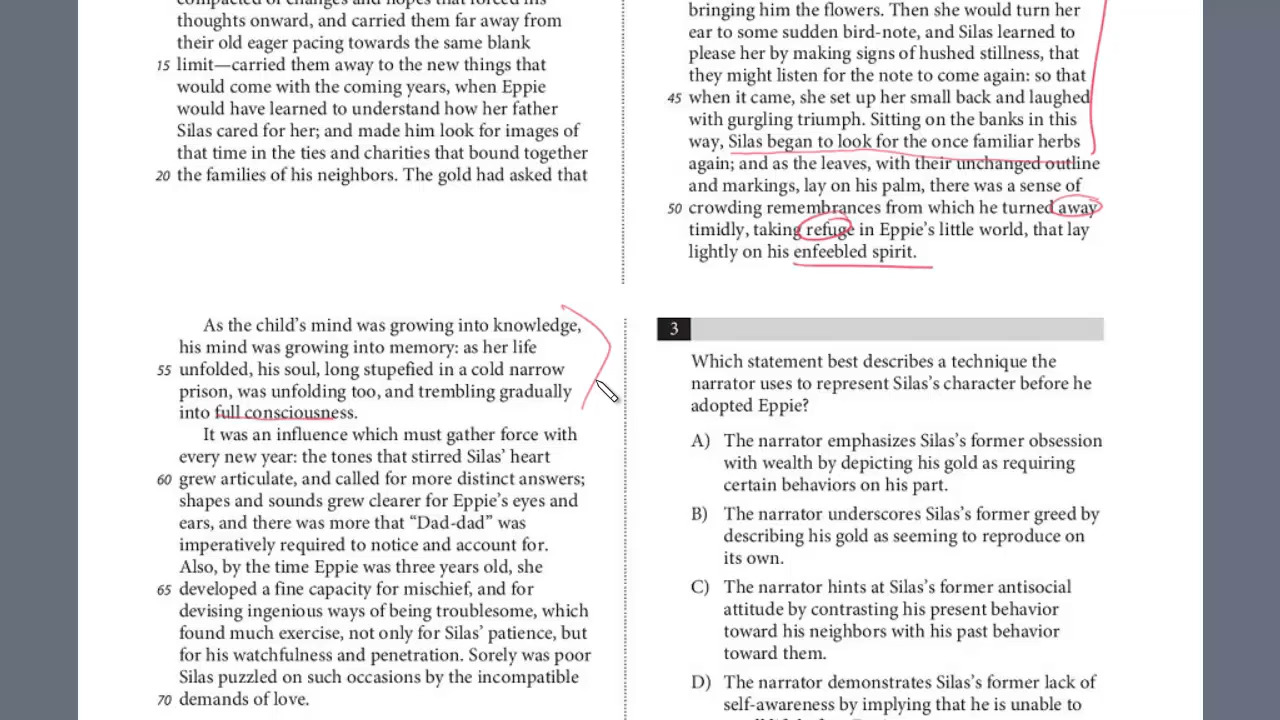 compacted of changes and hopes that forced his
thoughts onward, and carried them far away from
their old eager pacing towards the same blank
15 limit—carried them away to the new things that
would come with the coming years, when Eppie
would have learned to understand how her father
Silas cared for her; and made him look for images of
that time in the ties and charities that bound together
20 the families of his neighbors. The gold had asked that
bringing him the flowers. Then she would turn her
ear to some sudden bird-note, and Silas learned to
please her by making signs of hushed stillness, that
they might listen for the note to come again: so that
45 when it came, she set up her small back and laughed
with gurgling triumph. Sitting on the banks in this
way, Silas began to look for the once familiar herbs
again; and as the leaves, with their unchanged outline
and markings, lay on his palm, there was a sense of
50 crowding remembrances from which he turned away
timidly, taking refuge in Eppie's little world, that lay
lightly on his enfeebled spirit.
As the child's mind was growing into knowledge,
his mind was growing into memory: as her life
55 unfolded, his soul, long stupefied in a cold narrow
prison, was unfolding too, and trembling gradually
into full consciousness.
It was an influence which must gather force with
every new year: the tones that stirred Silas' heart
60 grew articulate, and called for more distinct answers;
shapes and sounds grew clearer for Eppie's eyes and
ears, and there was more that “Dad-dad” was
imperatively required to notice and account for.
Also, by the time Eppie was three years old, she
65 developed a fine capacity for mischief, and for
devising ingenious ways of being troublesome, which
found much exercise, not only for Silas' patience, but
for his watchfulness and penetration. Sorely was poor
Silas puzzled on such occasions by the incompatible
70 demands of love.
3
Which statement best describes a technique the
narrator uses to represent Silas's character before he
adopted Eppie?
A) The narrator emphasizes Silas's former obsession
with wealth by depicting his gold as requiring
certain behaviors on his part.
B) The narrator underscores Silas's former greed by
describing his gold as seeming to reproduce on
its own.
C) The narrator hints at Silas's former antisocial
attitude by contrasting his present behavior
toward his neighbors with his past behavior
toward them.
D) The narrator demonstrates Silas's former lack of
self-awareness by implying that he is unable to